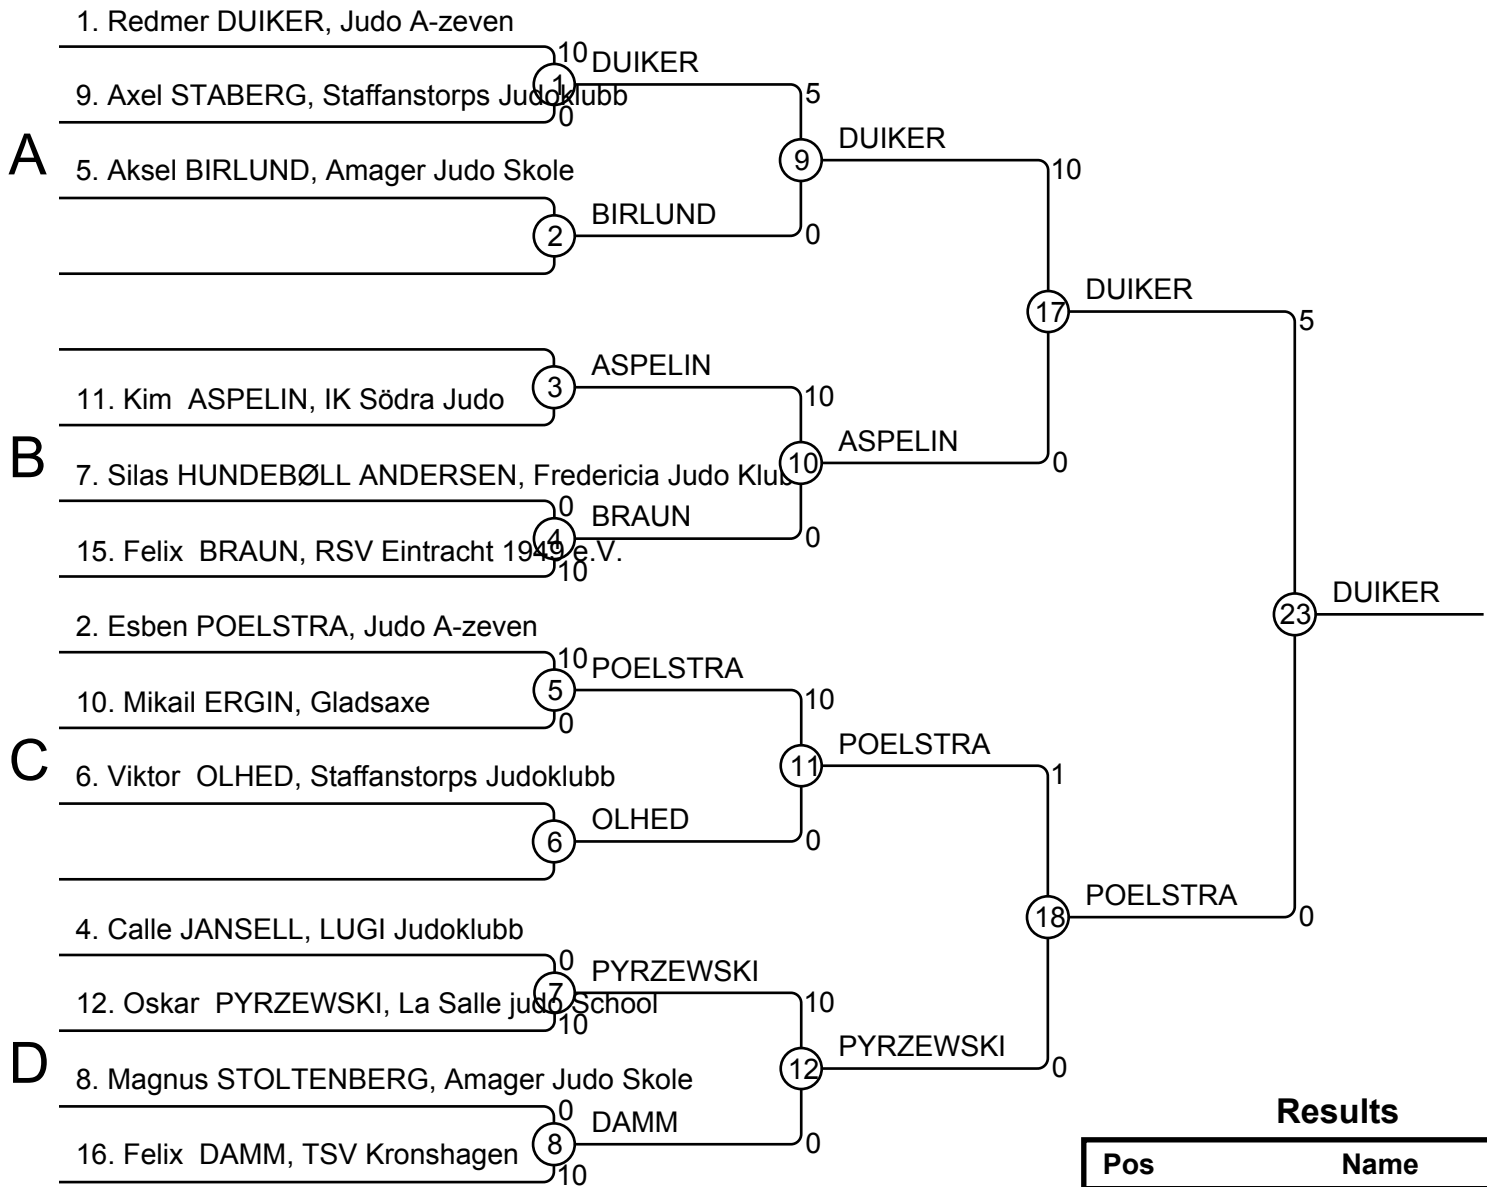 1. Redmer DUIKER, Judo A-zeven
10
DUIKER
1
9. Axel STABERG, Staffanstorps Judoklubb
0
5
DUIKER
9
A
5. Aksel BIRLUND, Amager Judo Skole
10
BIRLUND
2
0
DUIKER
17
5
ASPELIN
3
11. Kim  ASPELIN, IK Södra Judo
10
ASPELIN
10
0
B
7. Silas HUNDEBØLL ANDERSEN, Fredericia Judo Klub
0
BRAUN
4
0
15. Felix  BRAUN, RSV Eintracht 1949 e.V.
10
DUIKER
23
2. Esben POELSTRA, Judo A-zeven
10
POELSTRA
5
10. Mikail ERGIN, Gladsaxe
0
10
POELSTRA
11
C
6. Viktor  OLHED, Staffanstorps Judoklubb
1
OLHED
6
0
POELSTRA
18
0
4. Calle JANSELL, LUGI Judoklubb
0
PYRZEWSKI
7
12. Oskar  PYRZEWSKI, La Salle judo School
10
10
PYRZEWSKI
12
0
D
8. Magnus STOLTENBERG, Amager Judo Skole
0
DAMM
8
0
16. Felix  DAMM, TSV Kronshagen
10
Results
Pos Name